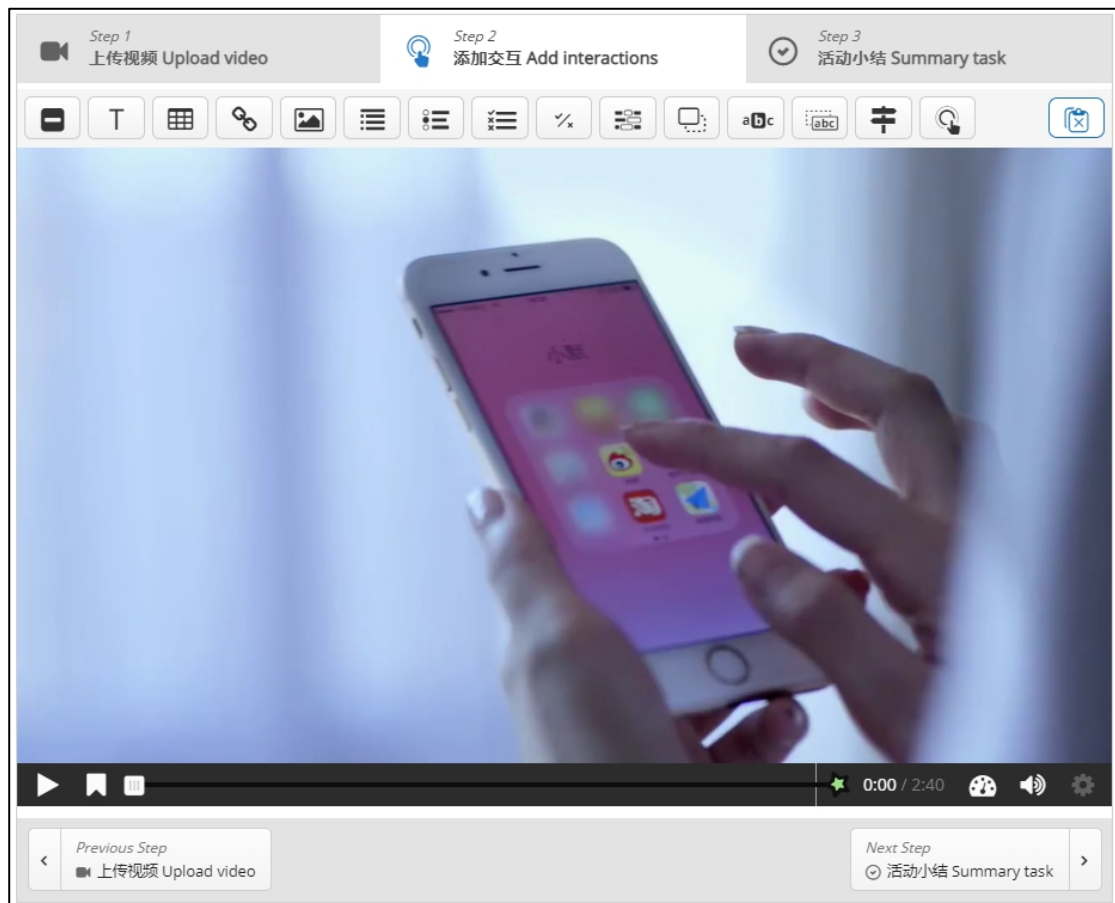 Step 1
上传视频 Upload video
Step 2
添加交互 Add interactions
Step 3
活动小结 Summary task
T
abc
abc
0:00 / 2:40
Previous Step
上传视频 Upload video
Next Step
活动小结 Summary task